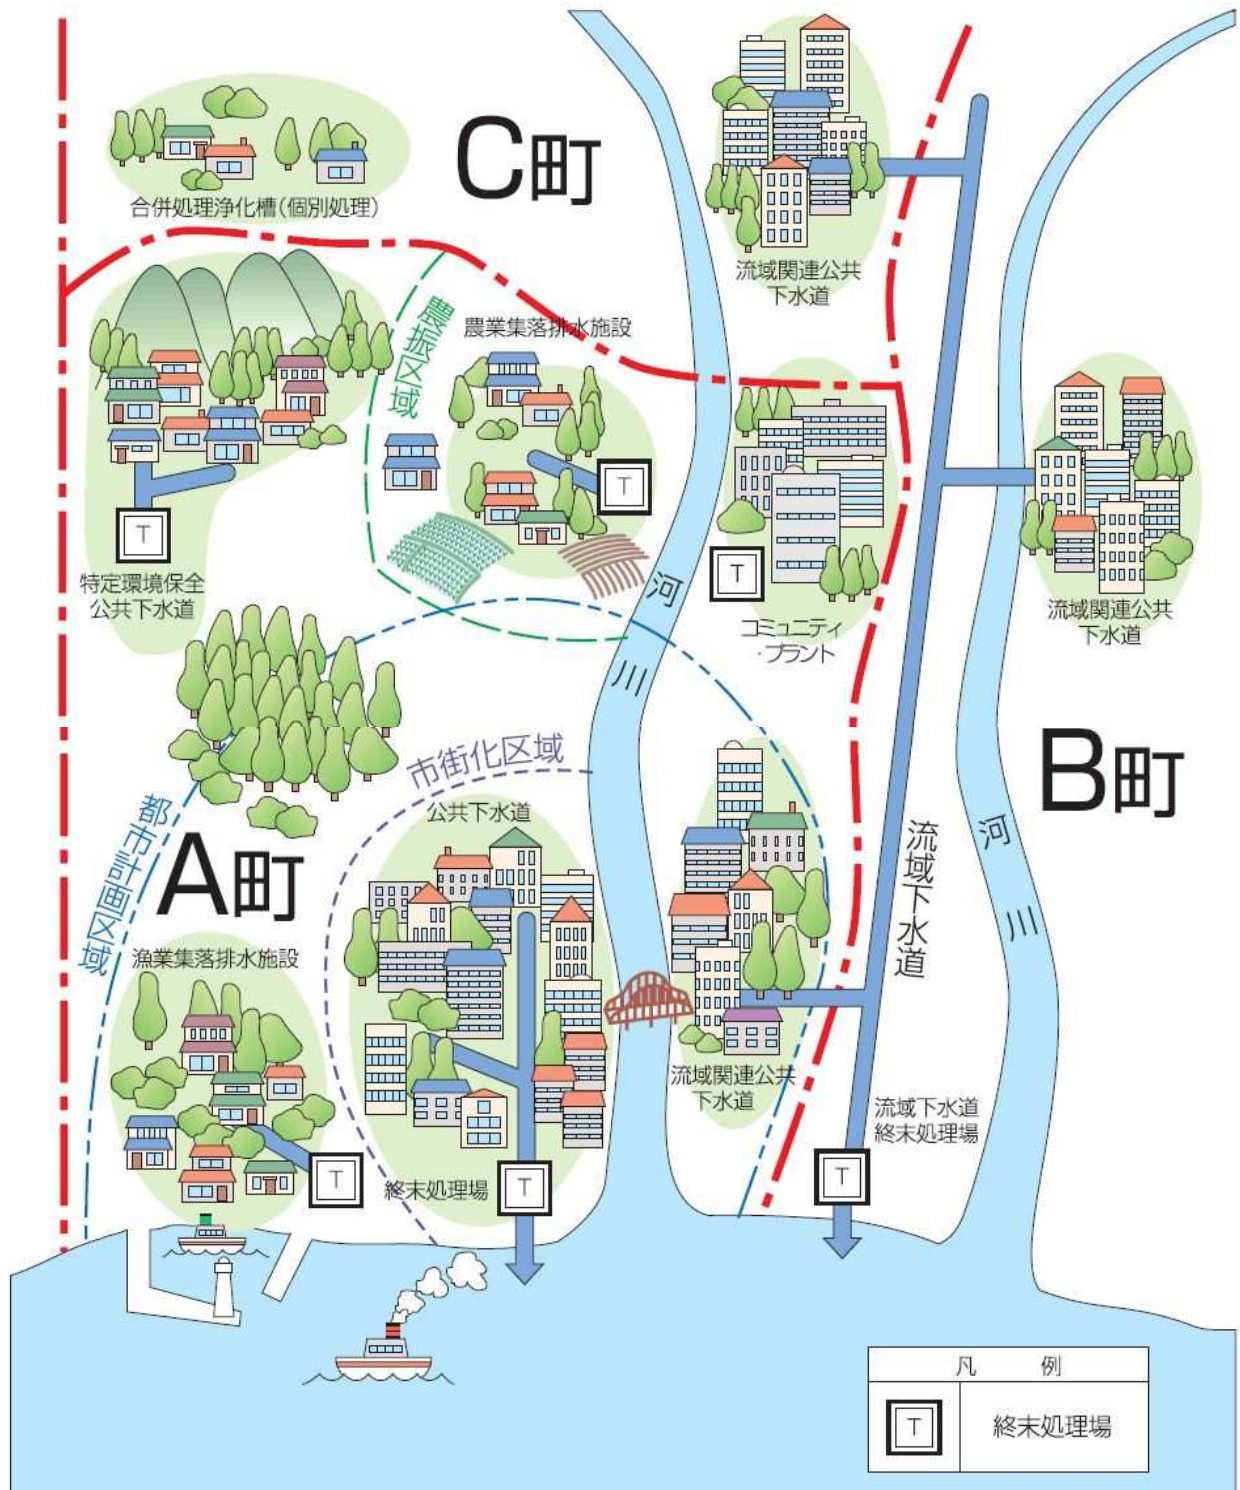 C町
合併処理浄化槽(個別処理)
流域関連公共
下水道
農振区域
農業集落排水施設
T
T
特定環境保全
公共下水道
T
コミュニティ
・プラント
流域関連公共
下水道
河川
市街化区域
公共下水道
都市計画区域
A町
B町
河川
流域下水道
漁業集落排水施設
流域関連公共
下水道
流域下水道
終末処理場
T
終末処理場
T
T
凡例
T
終末処理場